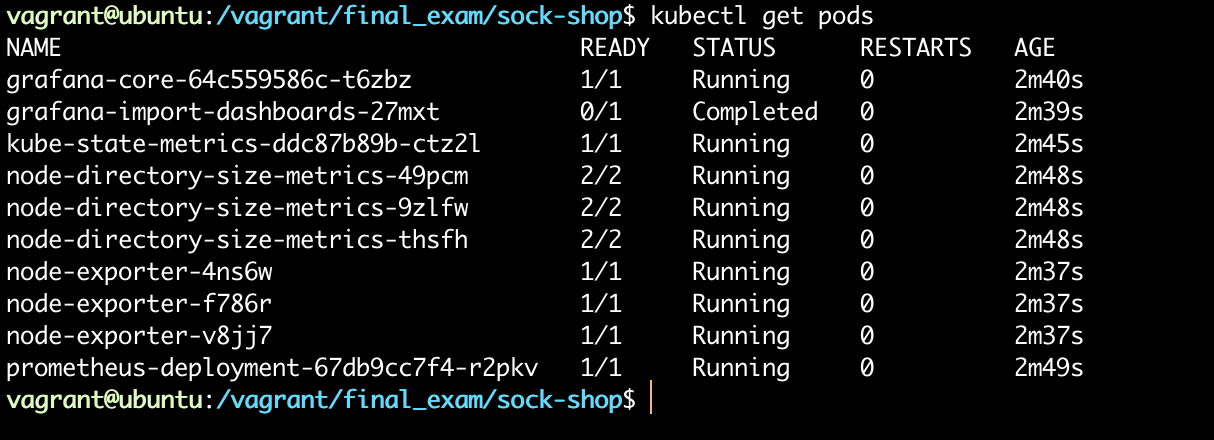 vagrant@ubuntu:/vagrant/final_exam/sock-shop$ kubectl get pods
NAME READY STATUS RESTARTS AGE
grafana-core-64c559586c-t6zbz 1/1 Running 0 2m40s
grafana-import-dashboards-27mxt 0/1 Completed 0 2m39s
kube-state-metrics-ddc87b89b-ctz2l 1/1 Running 0 2m45s
node-directory-size-metrics-49pcm 2/2 Running 0 2m48s
node-directory-size-metrics-9zlfw 2/2 Running 0 2m48s
node-directory-size-metrics-thsfh 2/2 Running 0 2m48s
node-exporter-4ns6w 1/1 Running 0 2m37s
node-exporter-f786r 1/1 Running 0 2m37s
node-exporter-v8jj7 1/1 Running 0 2m37s
prometheus-deployment-67db9cc7f4-r2pkv 1/1 Running 0 2m49s
vagrant@ubuntu:/vagrant/final_exam/sock-shop$